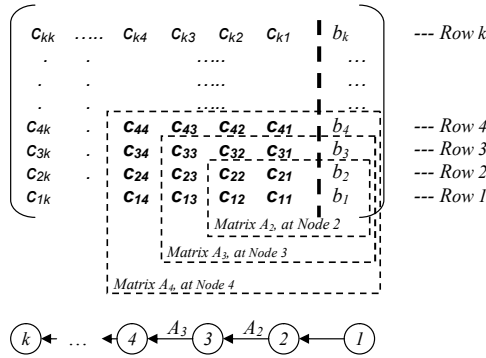 c_kk ..... c_k4 c_k3 c_k2 c_k1 b_k --- Row k
. . ..... ...
. . ..... ...
. . ..... ...
c_4k . c_44 c_43 c_42 c_41 b_4 --- Row 4
c_3k . c_34 c_33 c_32 c_31 b_3 --- Row 3
c_2k . c_24 c_23 c_22 c_21 b_2 --- Row 2
c_1k c_14 c_13 c_12 c_11 b_1 --- Row 1
Matrix A_2, at Node 2
Matrix A_3, at Node 3
Matrix A_4, at Node 4
k ... 4 A_3 3 A_2 2 1